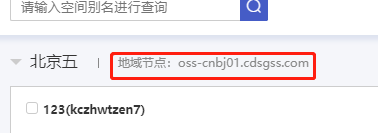 请输入空间别名进行查询
北京五 | 地域节点：oss-cnbj01.cdsgss.com
123(kczhwtzen7)